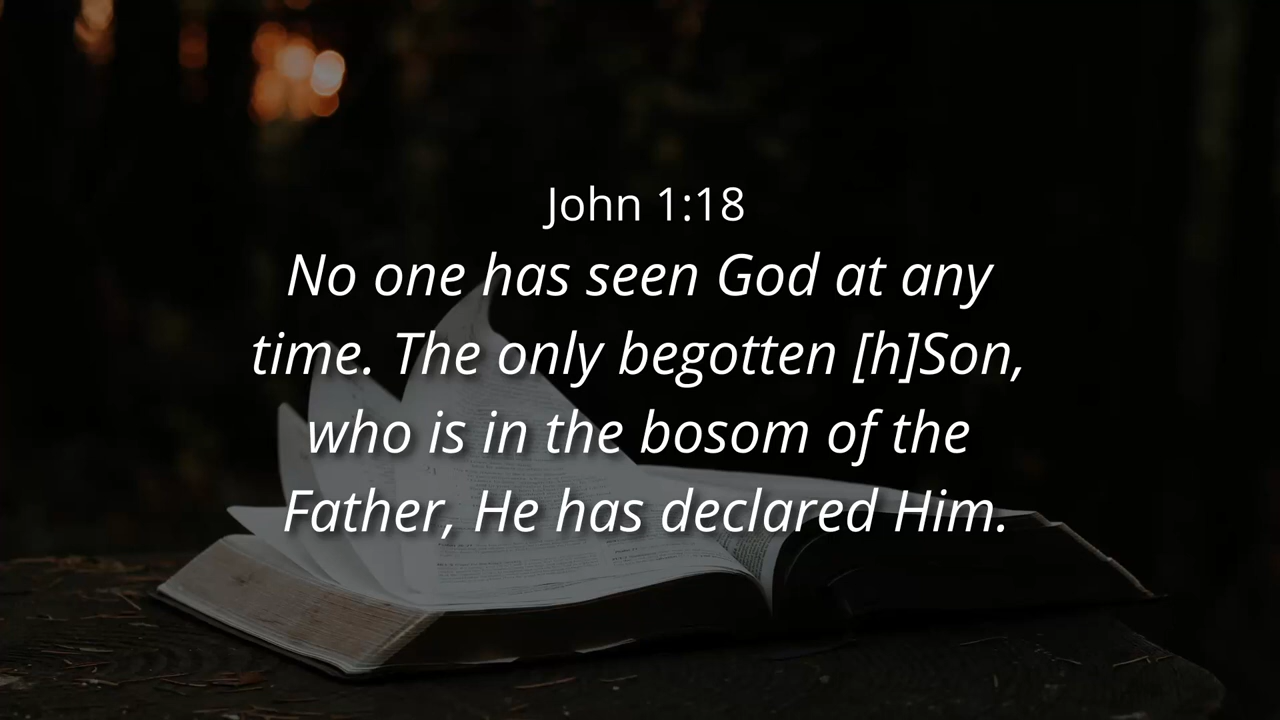 John 1:18
No one has seen God at any
time. The only begotten [h]Son,
who is in the bosom of the
Father, He has declared Him.